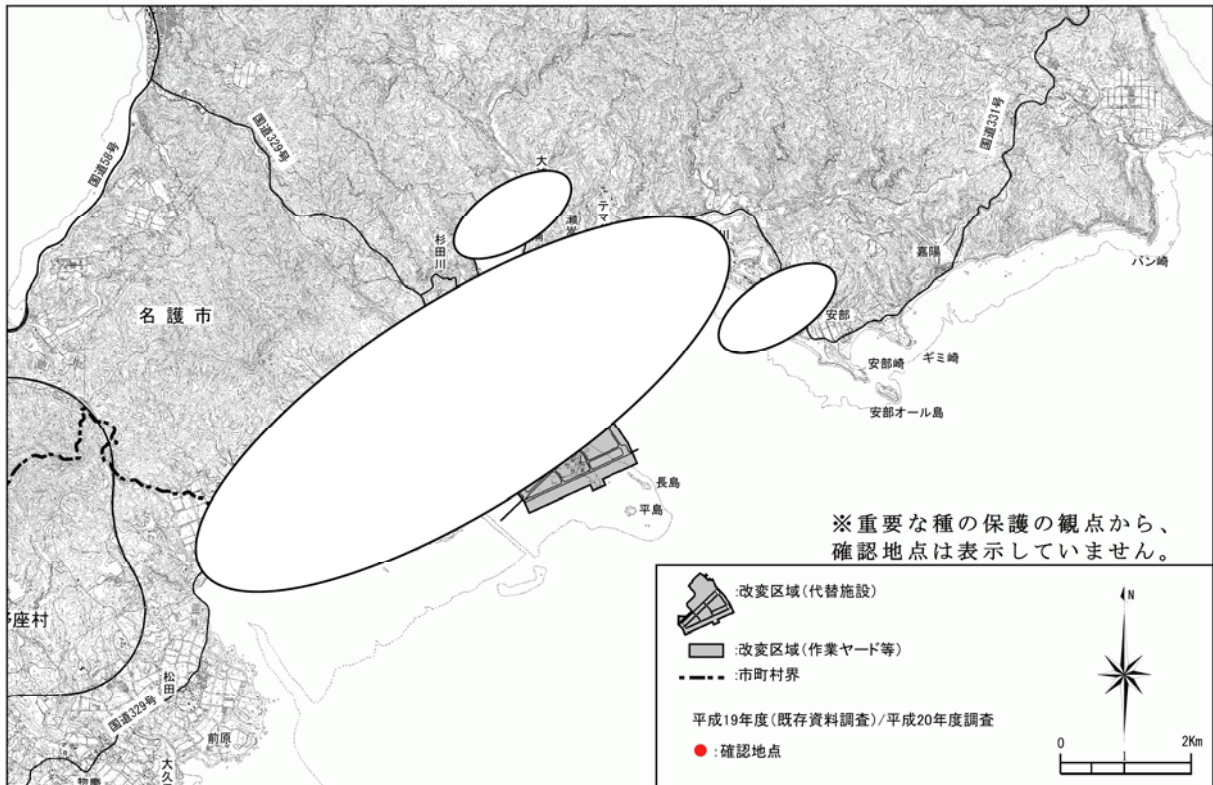 国道58号
国道329号
国道331号
杉田川
大
テマ
川
嘉陽
バン崎
名護市
安部
安部崎
ギミ崎
安部オール島
長島
平島
※重要な種の保護の観点から、
確認地点は表示していません。
座村
松田
国道329号
前原
大久
惣慶
:改変区域(代替施設)
:改変区域(作業ヤード等)
:市町村界
平成19年度(既存資料調査)/平成20年度調査
:確認地点
N
0
2Km